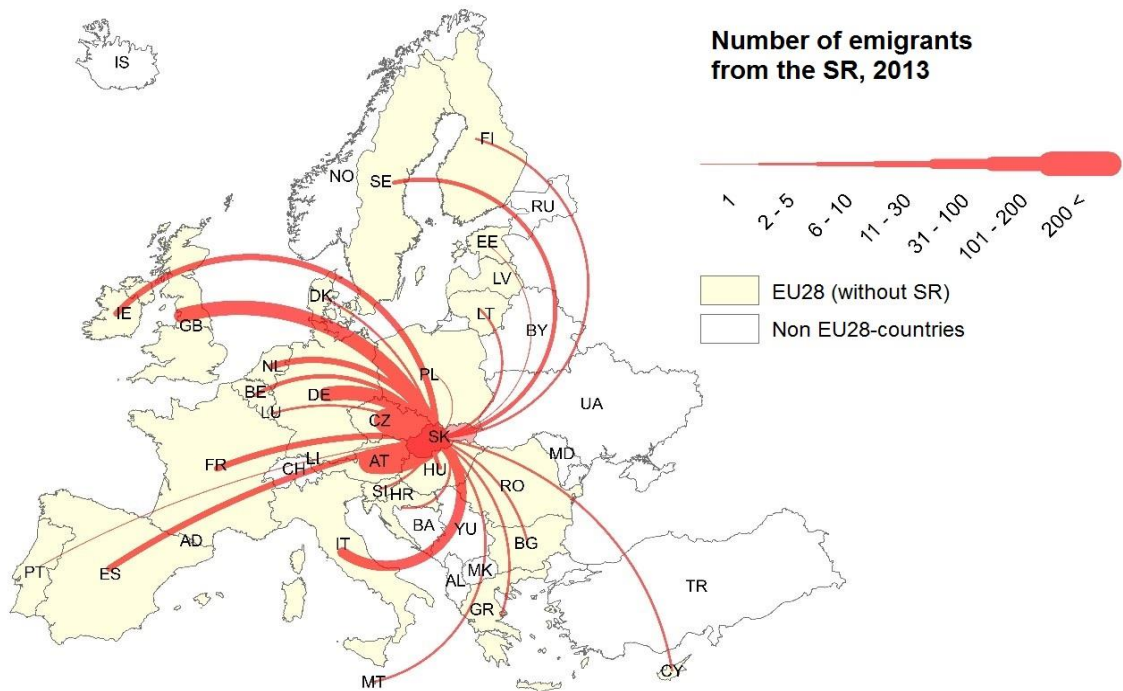 Number of emigrants
from the SR, 2013
1
2 - 5
6 - 10
11 - 30
31 - 100
101 - 200
200 <
EU28 (without SR)
Non EU28-countries
IS
FI
NO
SE
RU
EE
LV
DK
LT
IE
GB
BY
NL
PL
BE
DE
UA
LU
CZ
SK
MD
FR
LI
CH
AT
HU
RO
SI
HR
BA
YU
AD
IT
BG
PT
ES
MK
AL
TR
GR
CY
MT